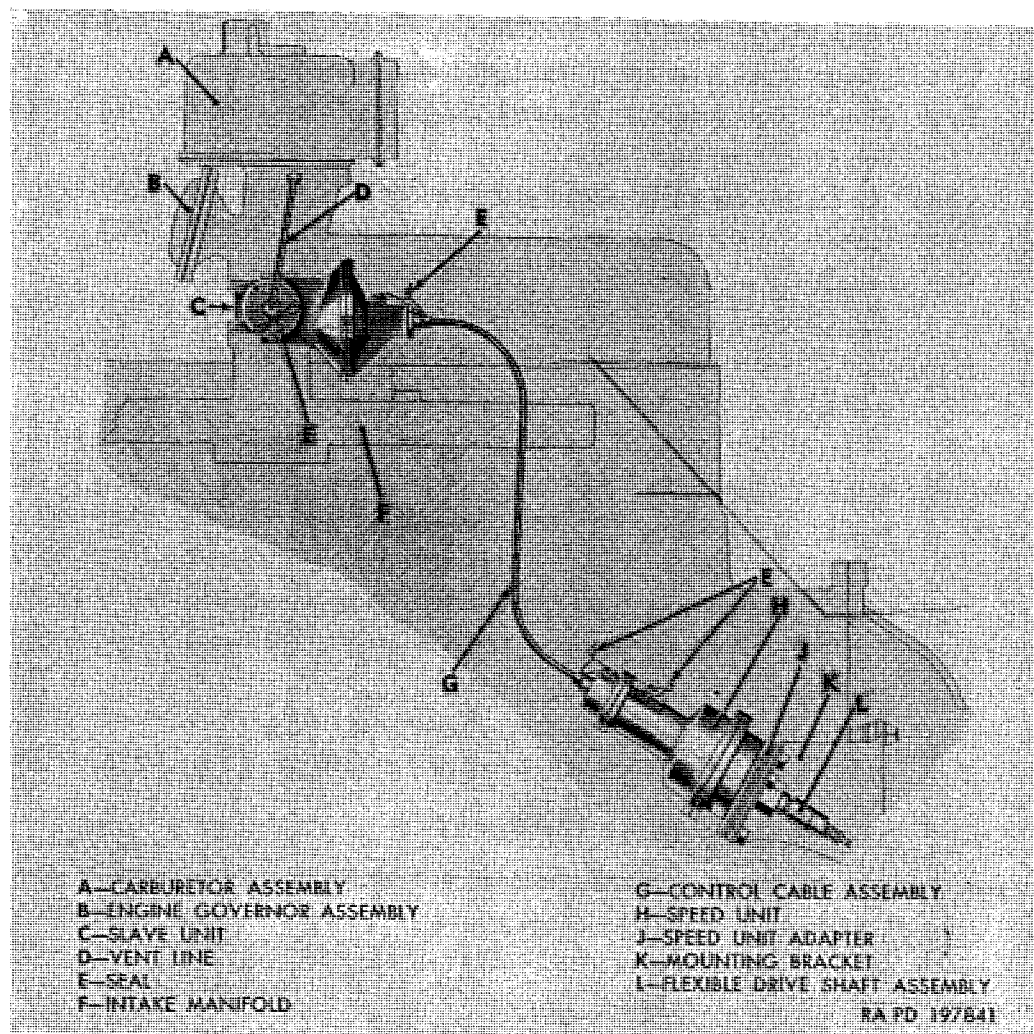 A
B
D
E
C
E
F
E
H
J
K
L
G
A—CARBURETOR ASSEMBLY
B—ENGINE GOVERNOR ASSEMBLY
C—SLAVE UNIT
D—VENT LINE
E—SEAL
F—INTAKE MANIFOLD
G—CONTROL CABLE ASSEMBLY
H—SPEED UNIT
J—SPEED UNIT ADAPTER
K—MOUNTING BRACKET
L—FLEXIBLE DRIVE SHAFT ASSEMBLY
RA PD 197841